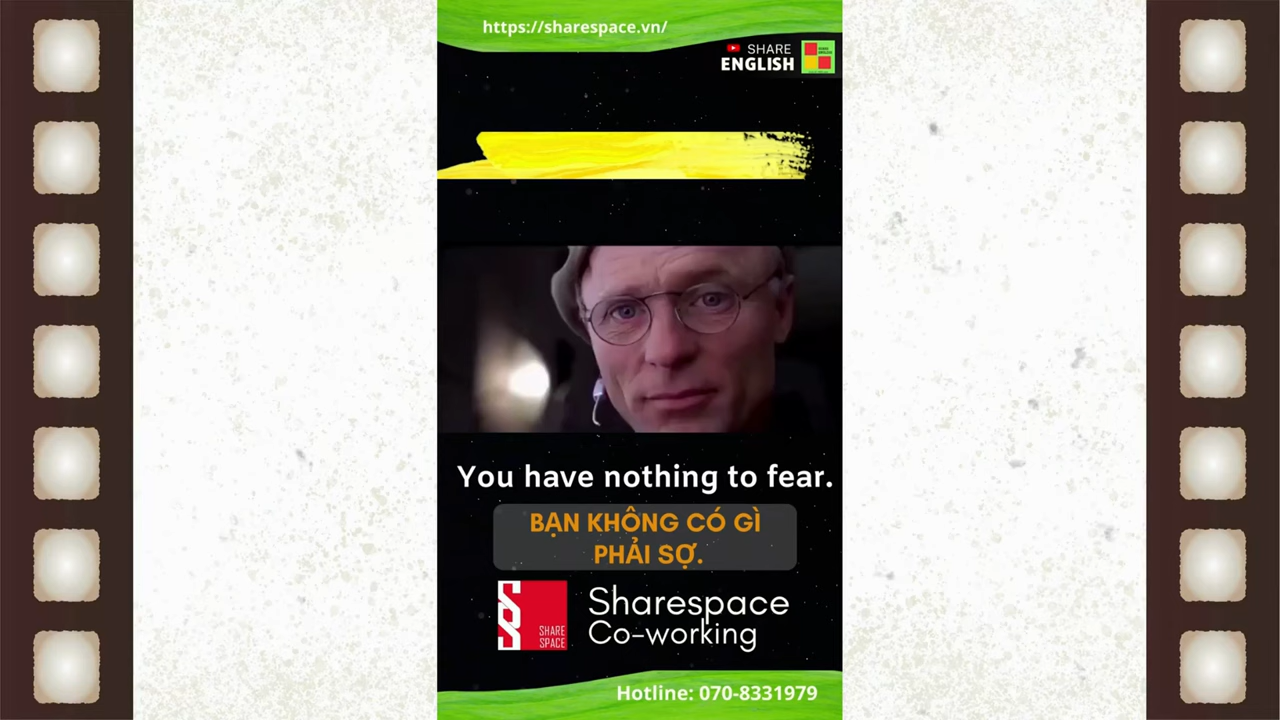 https://sharespace.vn/
SHARE
ENGLISH
You have nothing to fear.
BẠN KHÔNG CÓ GÌ
PHẢI SỢ.
SHARE
SPACE
Sharespace
Co-working
Hotline: 070-8331979